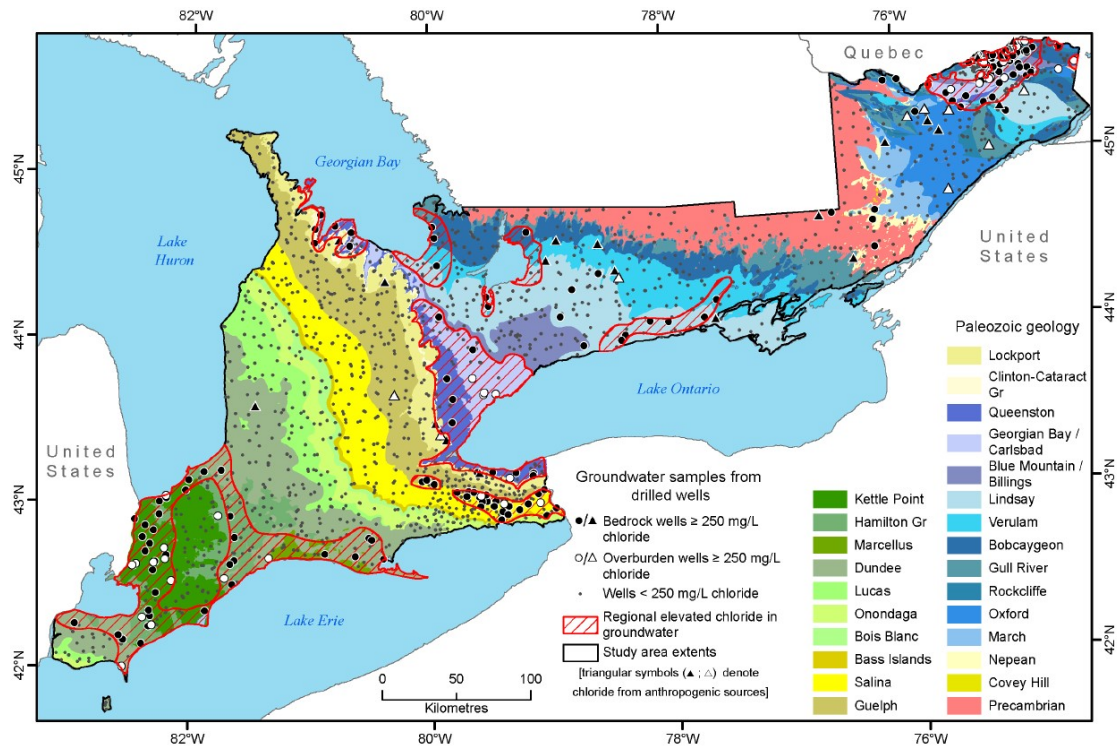 82°W
80°W
78°W
76°W
Quebec
45°N
45°N
Georgian Bay
Lake
Huron
United
States
44°N
44°N
Paleozoic geology
Lockport
Clinton-Cataract
Gr
Lake Ontario
Queenston
United
States
Georgian Bay /
Carlsbad
43°N
43°N
Groundwater samples from
drilled wells
Blue Mountain /
Billings
Kettle Point
Lindsay
Bedrock wells ≥ 250 mg/L
chloride
Hamilton Gr
Verulam
Marcellus
Bobcaygeon
Overburden wells ≥ 250 mg/L
chloride
Dundee
Gull River
Wells < 250 mg/L chloride
Lucas
Rockcliffe
Lake Erie
Regional elevated chloride in
groundwater
Onondaga
Oxford
42°N
42°N
Study area extents
Bois Blanc
March
[triangular symbols (▲ ; △) denote
chloride from anthropogenic sources]
Bass Islands
Nepean
0 50 100
Salina
Covey Hill
Kilometres
Guelph
Precambrian
82°W
80°W
78°W
76°W